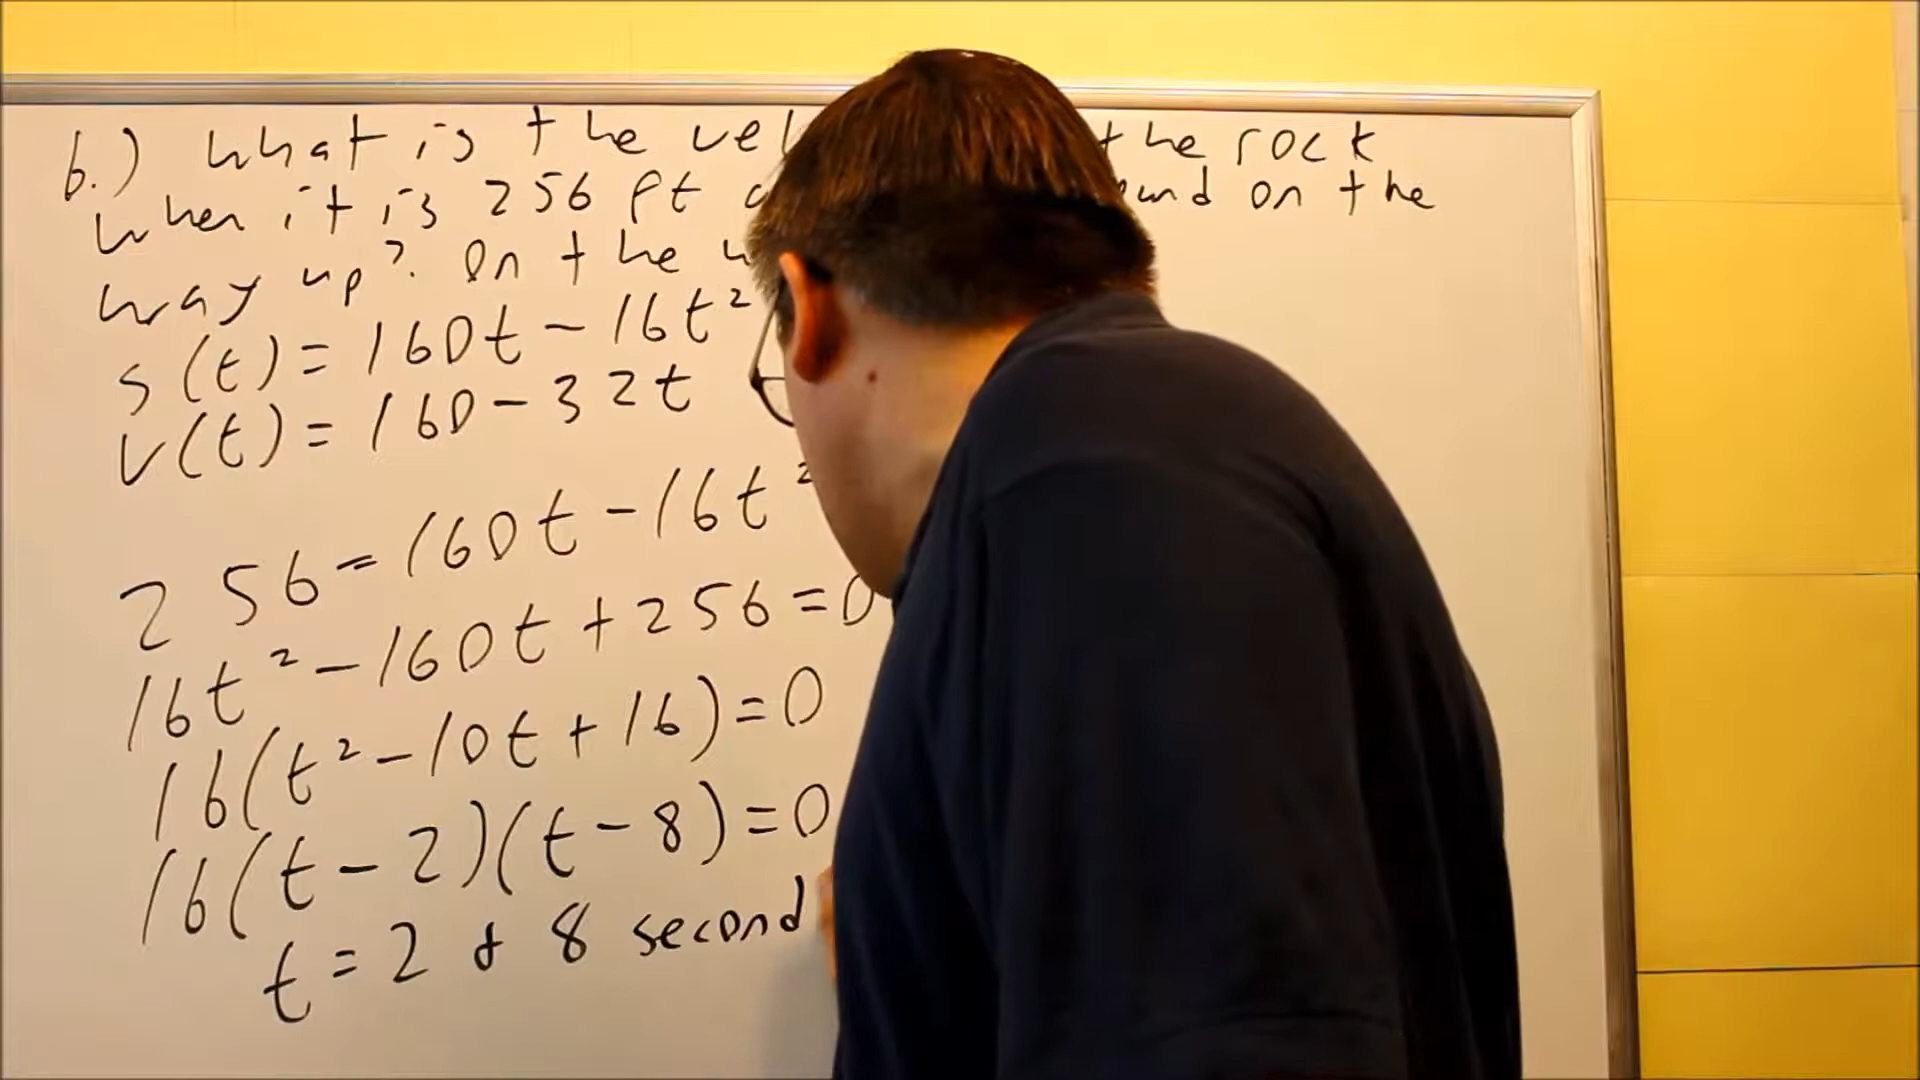 b.) What is the the rock
when it is 256 ft on the
way up? On the
s(t) = 160t - 16t²
v(t) = 160 - 32t
256 = 160t - 16t²
16t² - 160t + 256 = 0
16(t² - 10t + 16) = 0
16(t - 2)(t - 8) = 0
t = 2 & 8 second